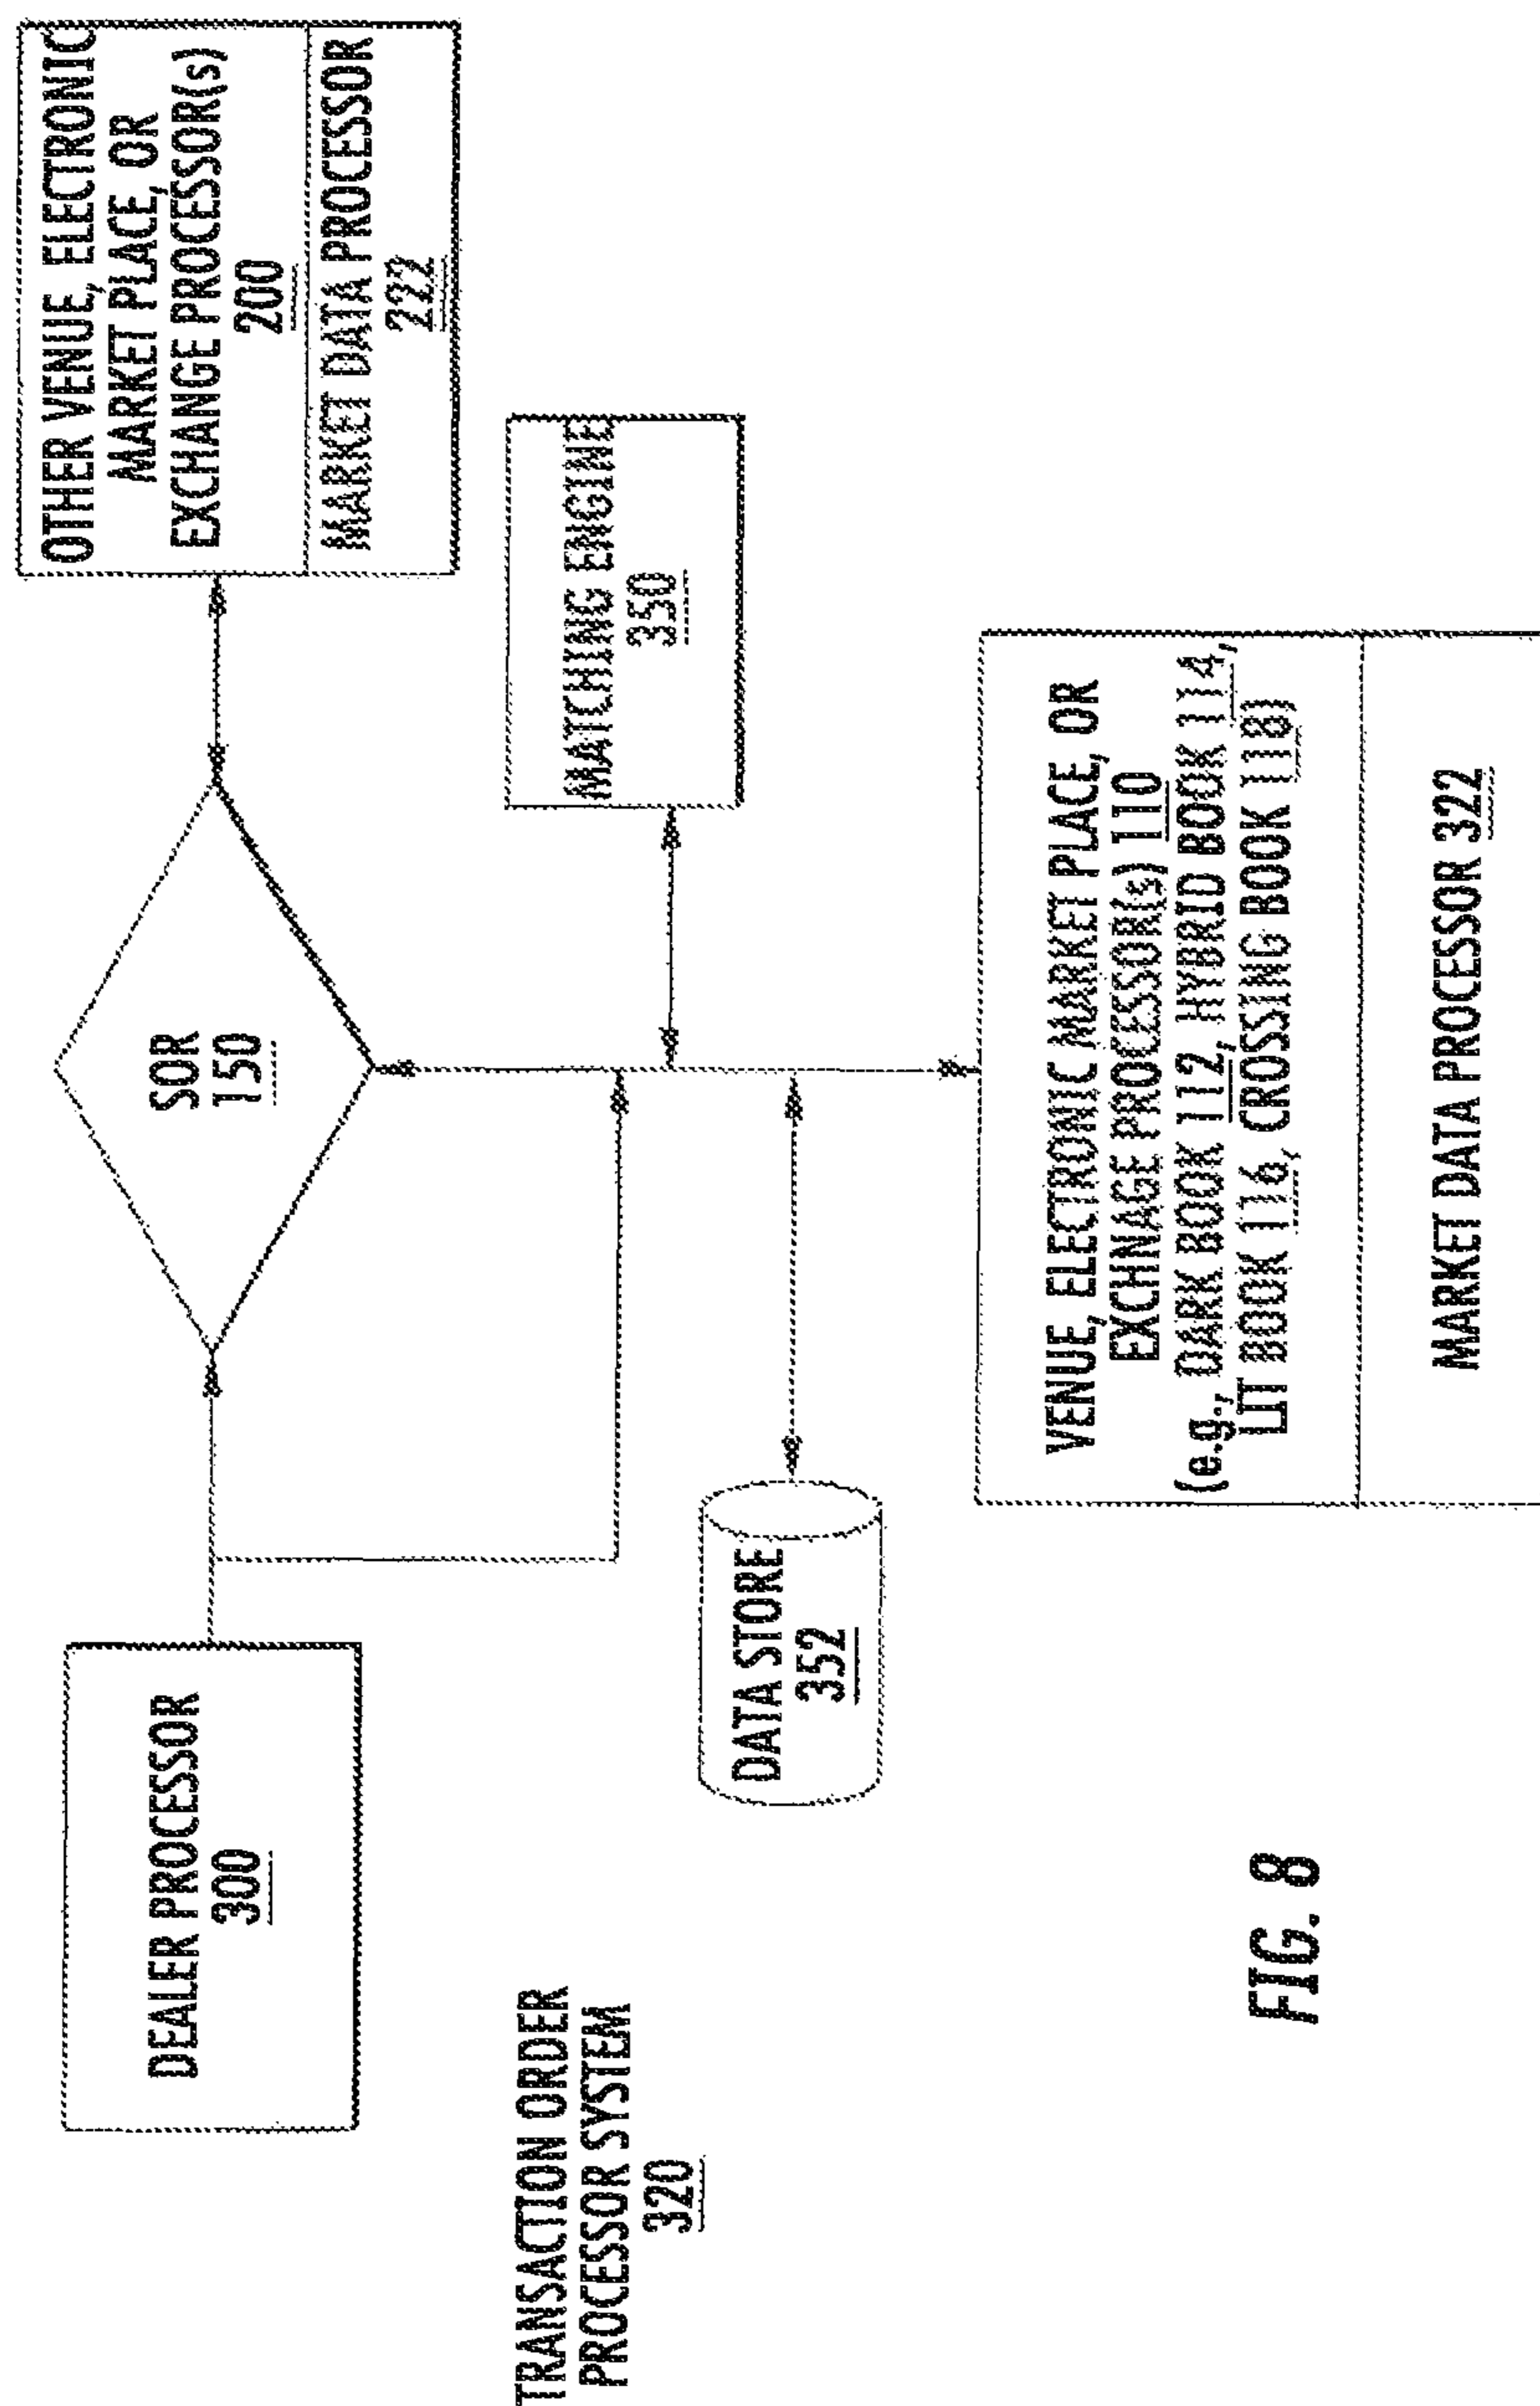 DEALER PROCESSOR
300
SOR
150
OTHER VENUE, ELECTRONIC
MARKET PLACE, OR
EXCHANGE PROCESSOR(s)
200
MARKET DATA PROCESSOR
222
TRANSACTION ORDER
PROCESSOR SYSTEM
320
MATCHING ENGINE
350
DATA STORE
352
VENUE, ELECTRONIC MARKET PLACE, OR
EXCHNAGE PROCESSOR(s) 110
(e.g., DARK BOOK 112, HYBRID BOOK 114,
LIT BOOK 116, CROSSING BOOK 118)
MARKET DATA PROCESSOR 322
FIG. 8